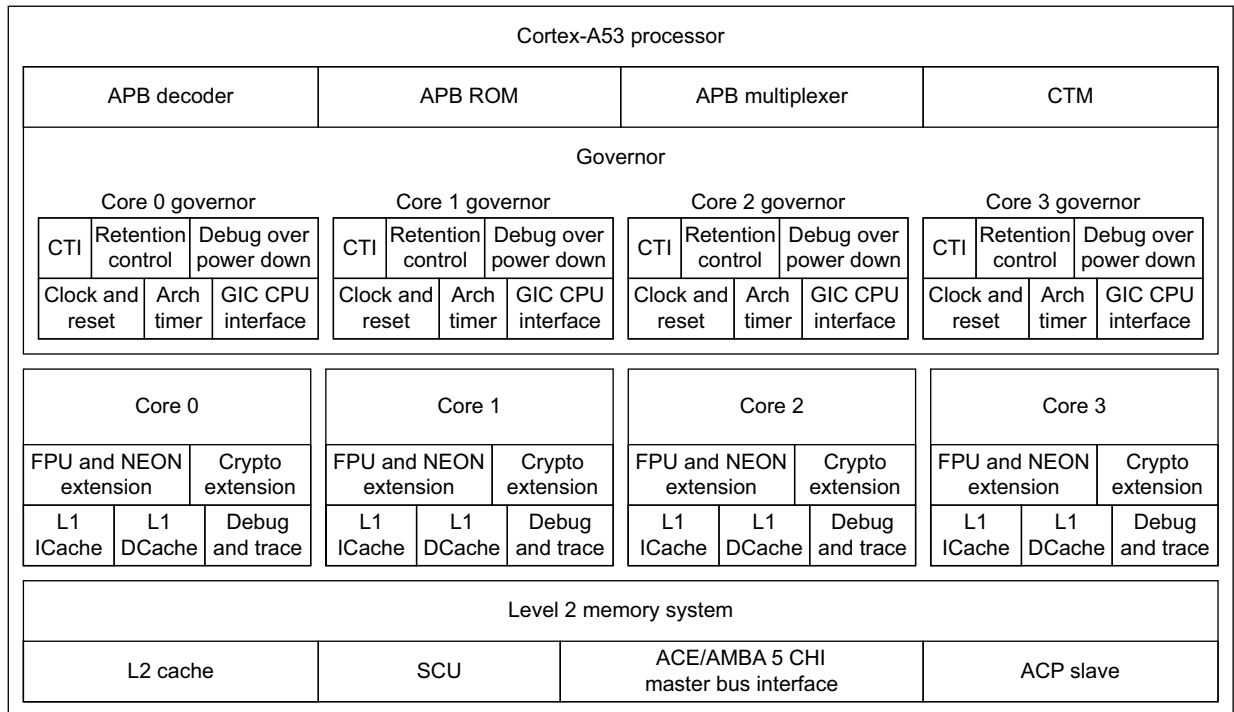 Cortex-A53 processor
APB decoder
APB ROM
APB multiplexer
CTM
Governor
Core 0 governor
CTI
Retention
control
Debug over
power down
Clock and
reset
Arch
timer
GIC CPU
interface
Core 1 governor
CTI
Retention
control
Debug over
power down
Clock and
reset
Arch
timer
GIC CPU
interface
Core 2 governor
CTI
Retention
control
Debug over
power down
Clock and
reset
Arch
timer
GIC CPU
interface
Core 3 governor
CTI
Retention
control
Debug over
power down
Clock and
reset
Arch
timer
GIC CPU
interface
Core 0
FPU and NEON
extension
Crypto
extension
L1
ICache
L1
DCache
Debug
and trace
Core 1
FPU and NEON
extension
Crypto
extension
L1
ICache
L1
DCache
Debug
and trace
Core 2
FPU and NEON
extension
Crypto
extension
L1
ICache
L1
DCache
Debug
and trace
Core 3
FPU and NEON
extension
Crypto
extension
L1
ICache
L1
DCache
Debug
and trace
Level 2 memory system
L2 cache
SCU
ACE/AMBA 5 CHI
master bus interface
ACP slave